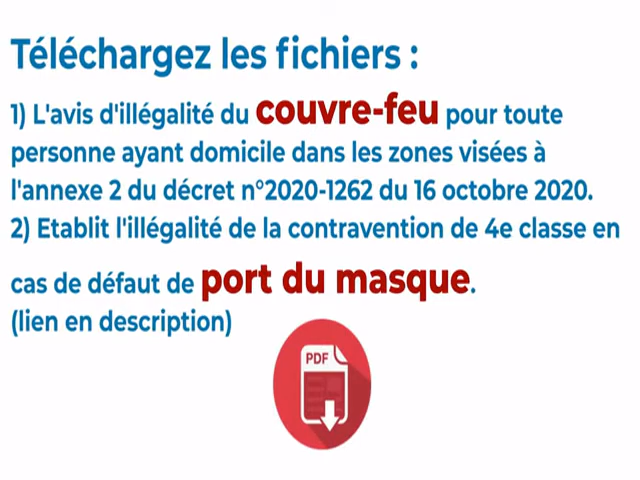 Téléchargez les fichiers :
1) L'avis d'illégalité du couvre-feu pour toute
personne ayant domicile dans les zones visées à
l'annexe 2 du décret n°2020-1262 du 16 octobre 2020.
2) Etablit l'illégalité de la contravention de 4e classe en
cas de défaut de port du masque.
(lien en description)
PDF